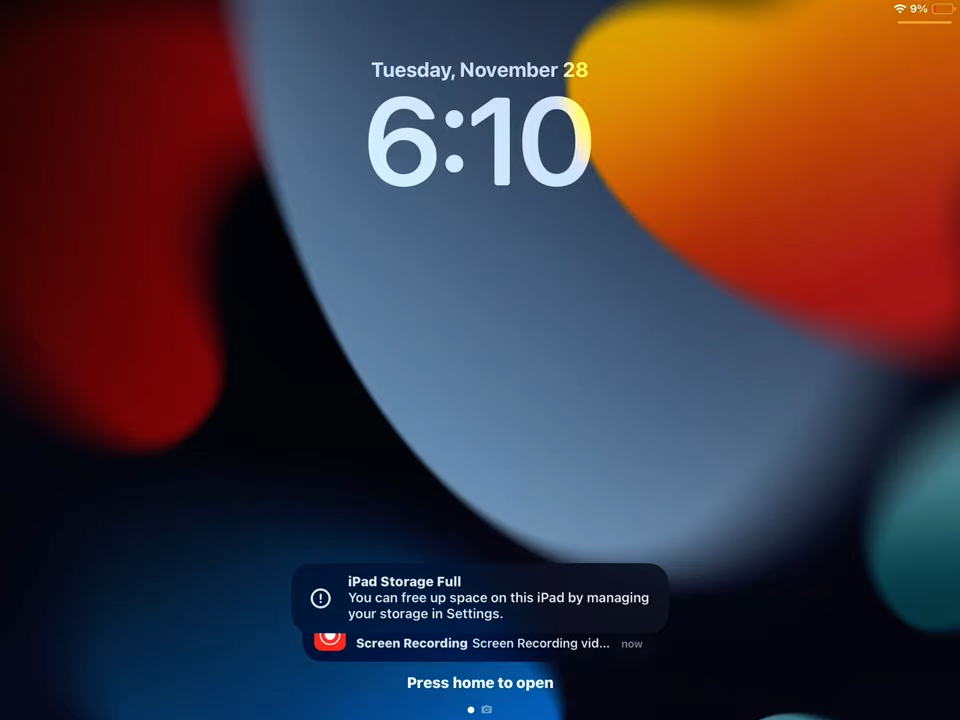 9%
Tuesday, November 28
6:10
iPad Storage Full
You can free up space on this iPad by managing
your storage in Settings.
Screen Recording Screen Recording vid... now
Press home to open